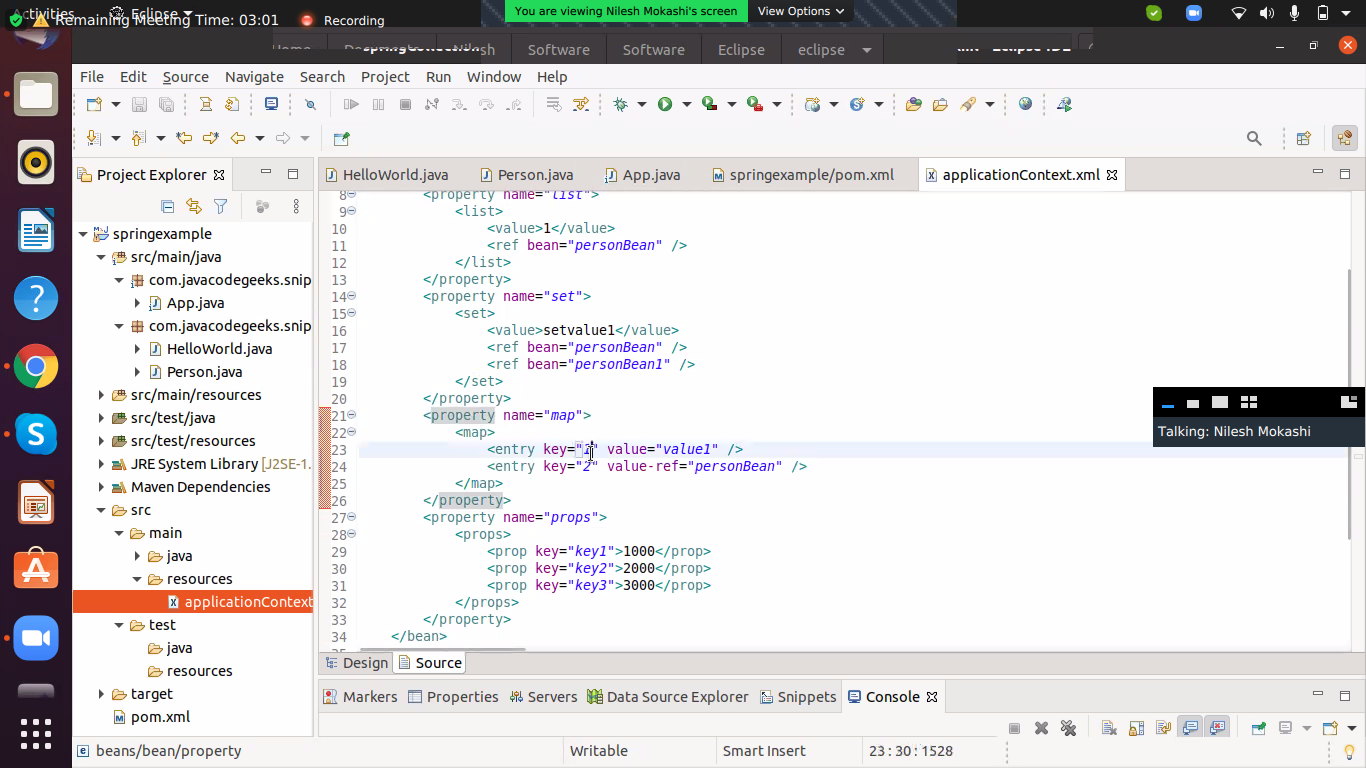 Activities
Eclipse
Remaining Meeting Time: 03:01
Recording
You are viewing Nilesh Mokashi's screen
View Options
Software
Software
Eclipse
eclipse
File Edit Source Navigate Search Project Run Window Help
Project Explorer
HelloWorld.java
Person.java
App.java
springexample/pom.xml
applicationContext.xml
springexample
src/main/java
com.javacodegeeks.snip
App.java
com.javacodegeeks.snip
HelloWorld.java
Person.java
src/main/resources
src/test/java
src/test/resources
JRE System Library [J2SE-1.
Maven Dependencies
src
main
java
resources
applicationContext
test
java
resources
target
pom.xml
8 <property name="list">
9 <list>
10 <value>1</value>
11 <ref bean="personBean" />
12 </list>
13 </property>
14 <property name="set">
15 <set>
16 <value>setvalue1</value>
17 <ref bean="personBean" />
18 <ref bean="personBean1" />
19 </set>
20 </property>
21 <property name="map">
22 <map>
23 <entry key="1" value="value1" />
24 <entry key="2" value-ref="personBean" />
25 </map>
26 </property>
27 <property name="props">
28 <props>
29 <prop key="key1">1000</prop>
30 <prop key="key2">2000</prop>
31 <prop key="key3">3000</prop>
32 </props>
33 </property>
34 </bean>
Talking: Nilesh Mokashi
Design
Source
Markers
Properties
Servers
Data Source Explorer
Snippets
Console
beans/bean/property
Writable
Smart Insert
23 : 30 : 1528